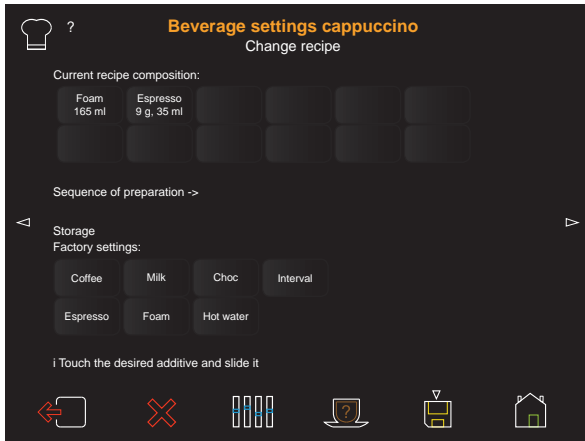 ?
Beverage settings cappuccino
Change recipe
Current recipe composition:
Foam
165 ml
Espresso
9 g, 35 ml
Sequence of preparation ->
Storage
Factory settings:
Coffee
Milk
Choc
Interval
Espresso
Foam
Hot water
i Touch the desired additive and slide it
?